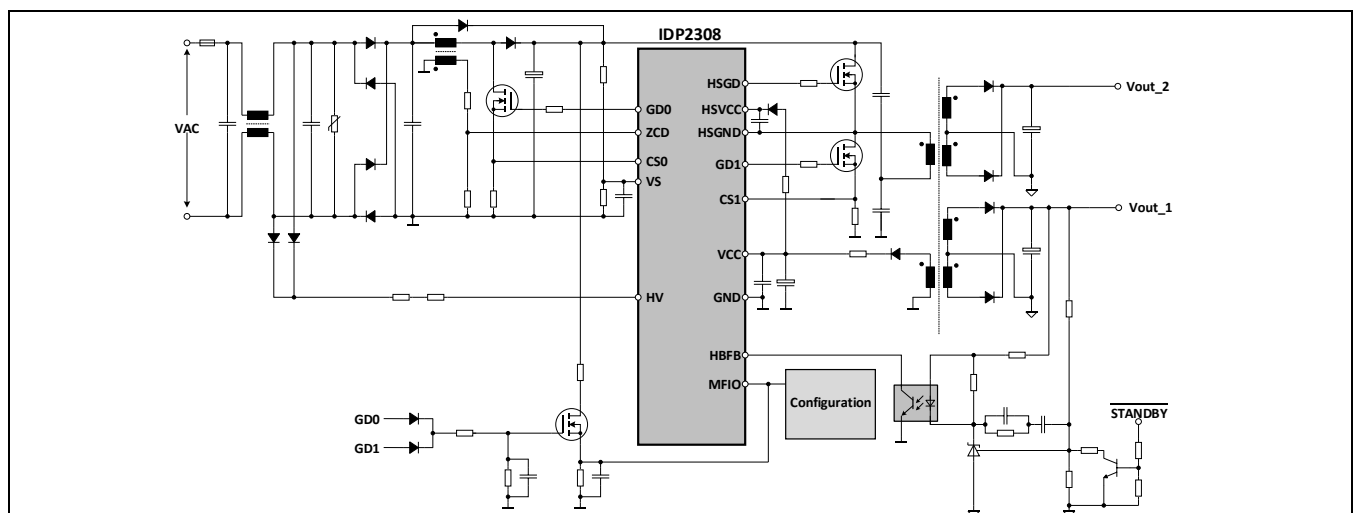 IDP2308
VAC
GD0
ZCD
CS0
VS
HV
HSGD
HSVCC
HSGND
GD1
CS1
VCC
GND
HBFB
MFIO
Vout_2
Vout_1
Configuration
STANDBY
GD0
GD1